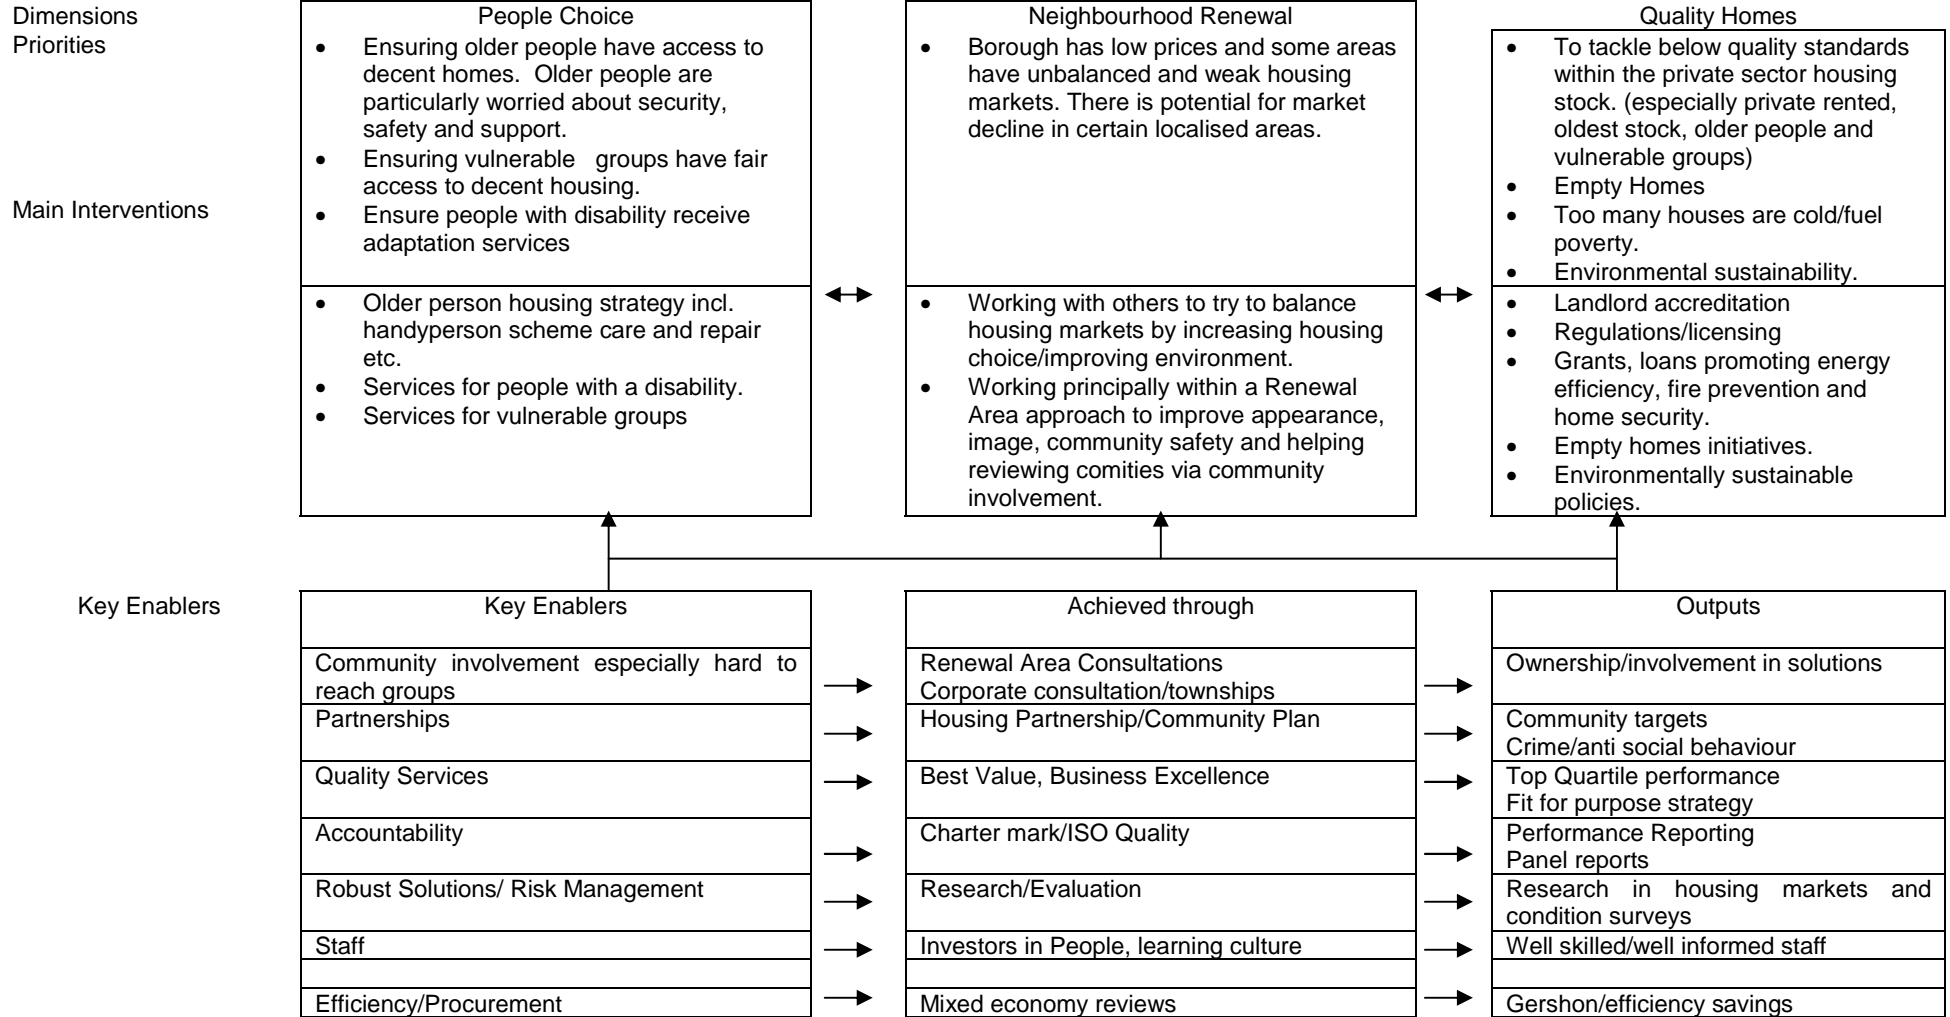 Dimensions
Priorities
Main Interventions
People Choice
• Ensuring older people have access to
decent homes. Older people are
particularly worried about security,
safety and support.
• Ensuring vulnerable groups have fair
access to decent housing.
• Ensure people with disability receive
adaptation services
• Older person housing strategy incl.
handyperson scheme care and repair
etc.
• Services for people with a disability.
• Services for vulnerable groups
Neighbourhood Renewal
• Borough has low prices and some areas
have unbalanced and weak housing
markets. There is potential for market
decline in certain localised areas.
• Working with others to try to balance
housing markets by increasing housing
choice/improving environment.
• Working principally within a Renewal
Area approach to improve appearance,
image, community safety and helping
reviewing comities via community
involvement.
Quality Homes
• To tackle below quality standards
within the private sector housing
stock. (especially private rented,
oldest stock, older people and
vulnerable groups)
• Empty Homes
• Too many houses are cold/fuel
poverty.
• Environmental sustainability.
• Landlord accreditation
• Regulations/licensing
• Grants, loans promoting energy
efficiency, fire prevention and
home security.
• Empty homes initiatives.
• Environmentally sustainable
policies.
Key Enablers
Key Enablers
Achieved through
Outputs
Community involvement especially hard to
reach groups
Renewal Area Consultations
Corporate consultation/townships
Ownership/involvement in solutions
Partnerships
Housing Partnership/Community Plan
Community targets
Crime/anti social behaviour
Quality Services
Best Value, Business Excellence
Top Quartile performance
Fit for purpose strategy
Accountability
Charter mark/ISO Quality
Performance Reporting
Panel reports
Robust Solutions/ Risk Management
Research/Evaluation
Research in housing markets and
condition surveys
Staff
Investors in People, learning culture
Well skilled/well informed staff
Efficiency/Procurement
Mixed economy reviews
Gershon/efficiency savings